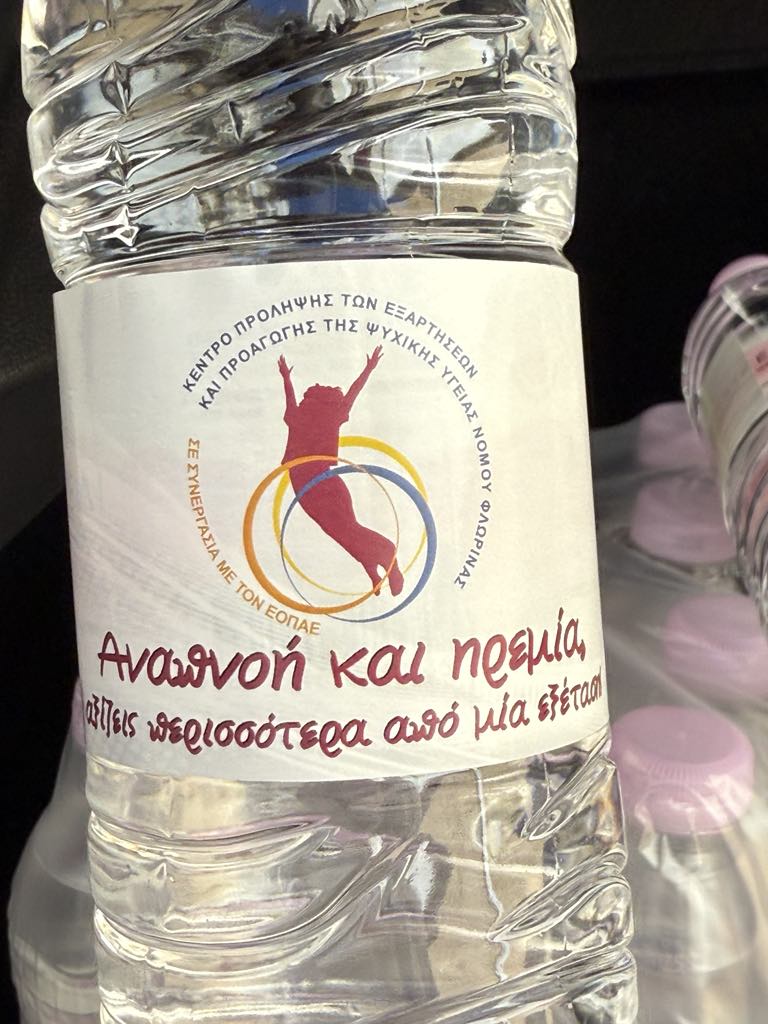 ΚΕΝΤΡΟ ΠΡΟΛΗΨΗΣ ΤΩΝ ΕΞΑΡΤΗΣΕΩΝ
ΚΑΙ ΠΡΟΑΓΩΓΗΣ ΤΗΣ ΨΥΧΙΚΗΣ ΥΓΕΙΑΣ ΝΟΜΟΥ ΦΛΩΡΙΝΑΣ
ΣΕ ΣΥΝΕΡΓΑΣΙΑ ΜΕ ΤΟΝ ΕΟΠΑΕ
Αναπνοή και ηρεμία,
αξίζεις περισσότερα από μία εξέταση